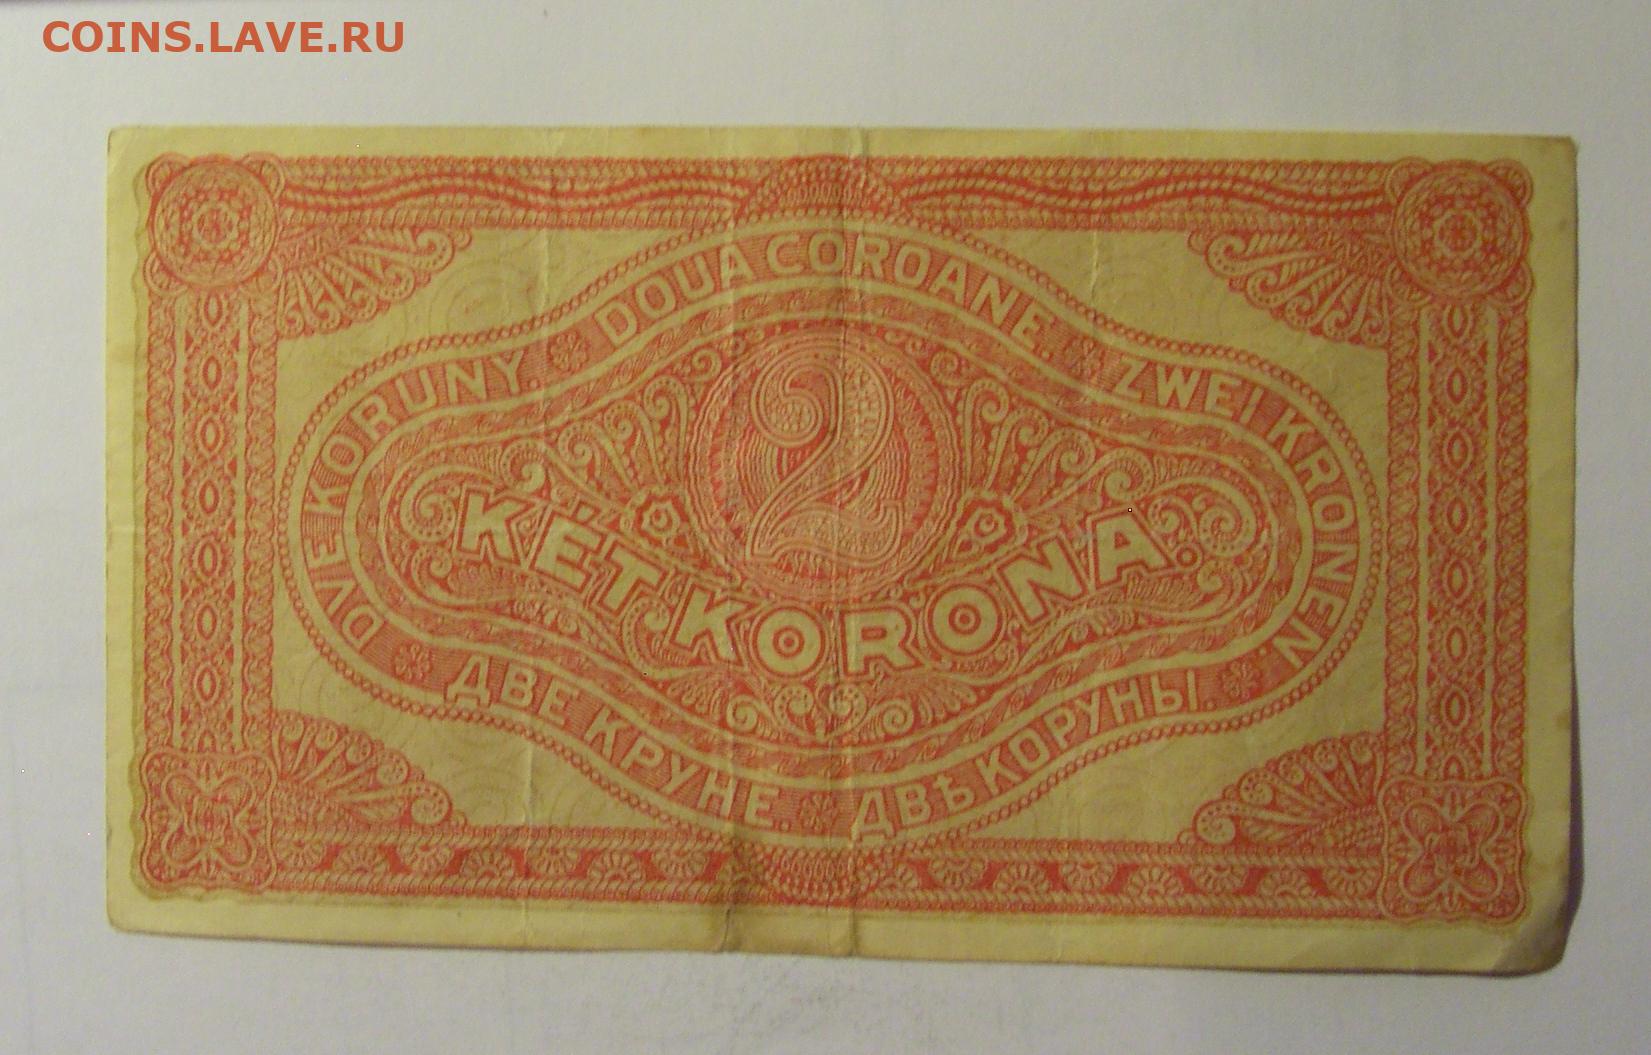 COINS.LAVE.RU
DVE KORUNY.
DOUA COROANE.
ZWEI KRONEN.
2
KÉT KORONA.
ДВЕ КРУНЕ.
ДВѢ КОРУНЫ.